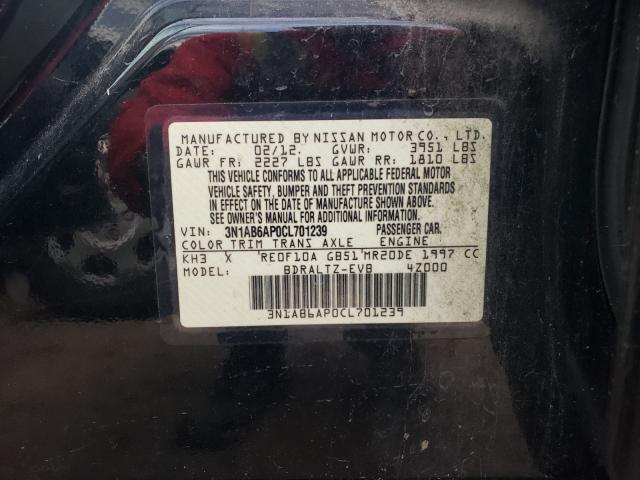 MANUFACTURED BY NISSAN MOTOR CO., LTD.
DATE: 02/12. GVWR: 3951 LBS
GAWR FR: 2227 LBS GAWR RR: 1810 LBS
THIS VEHICLE CONFORMS TO ALL APPLICABLE FEDERAL MOTOR
VEHICLE SAFETY, BUMPER AND THEFT PREVENTION STANDARDS
IN EFFECT ON THE DATE OF MANUFACTURE SHOWN ABOVE.
SEE OWNER'S MANUAL FOR ADDITIONAL INFORMATION.
VIN: 3N1AB6AP0CL701239 PASSENGER CAR.
COLOR TRIM TRANS AXLE ENGINE
KH3 X 'RE0F10A GB51'MR20DE 1997 CC
MODEL: BDRALTZ-EVB 4Z000
3N1AB6AP0CL701239